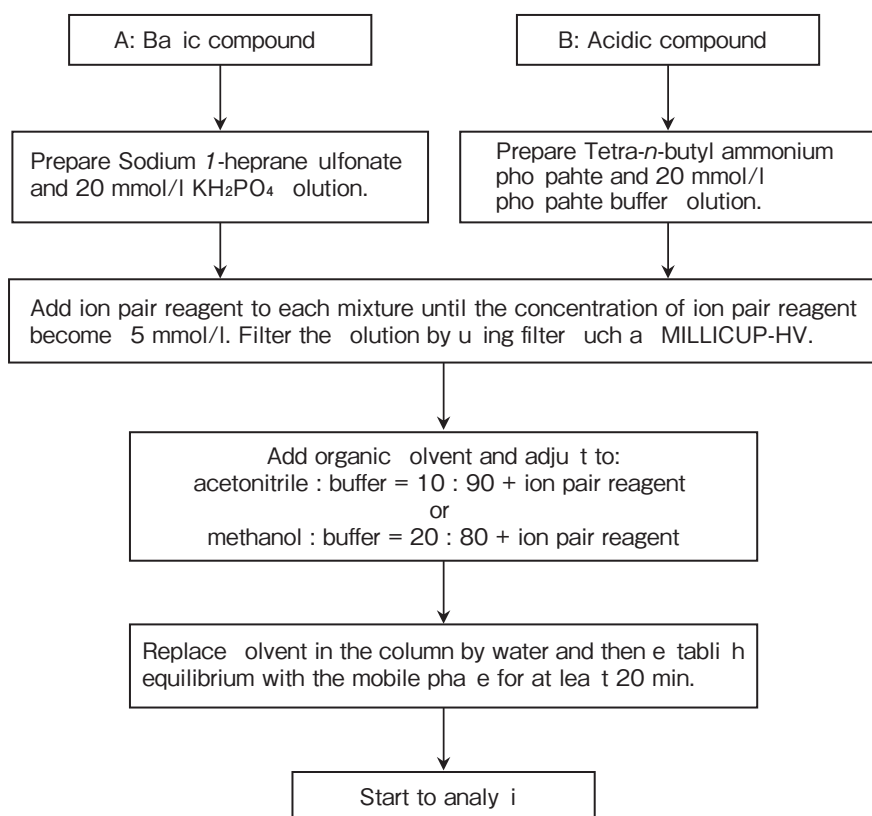 A: Ba ic compound
B: Acidic compound
Prepare Sodium 1-heprane ulfonate
and 20 mmol/l KH₂PO₄ olution.
Prepare Tetra-n-butyl ammonium
pho pahte and 20 mmol/l
pho pahte buffer olution.
Add ion pair reagent to each mixture until the concentration of ion pair reagent
become 5 mmol/l. Filter the olution by u ing filter uch a MILLICUP-HV.
Add organic olvent and adju t to:
acetonitrile : buffer = 10 : 90 + ion pair reagent
or
methanol : buffer = 20 : 80 + ion pair reagent
Replace olvent in the column by water and then e tabli h
equilibrium with the mobile pha e for at lea t 20 min.
Start to analy i